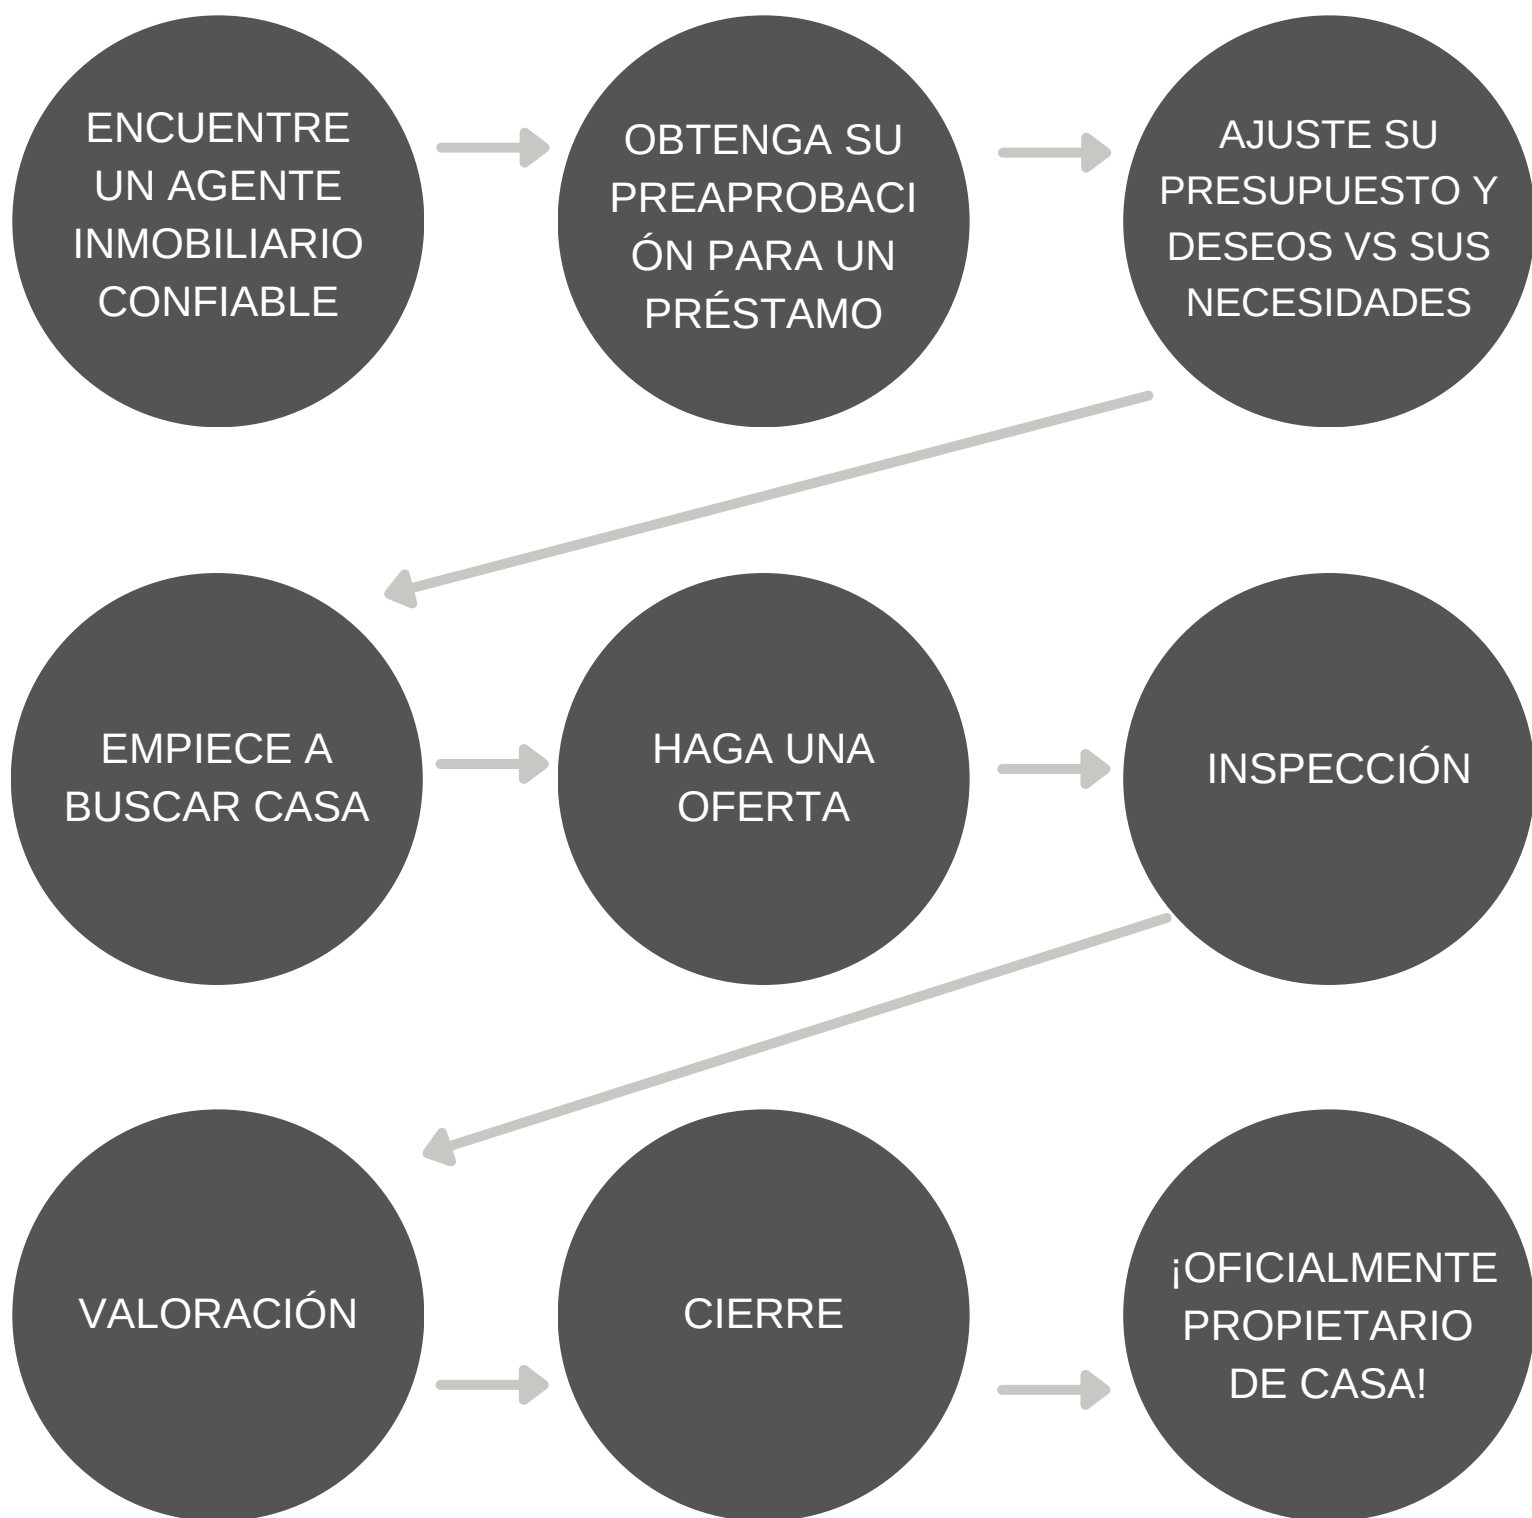 ENCUENTRE
UN AGENTE
INMOBILIARIO
CONFIABLE
OBTENGA SU
PREAPROBACI
ÓN PARA UN
PRÉSTAMO
AJUSTE SU
PRESUPUESTO Y
DESEOS VS SUS
NECESIDADES
EMPIECE A
BUSCAR CASA
HAGA UNA
OFERTA
INSPECCIÓN
VALORACIÓN
CIERRE
¡OFICIALMENTE
PROPIETARIO
DE CASA!